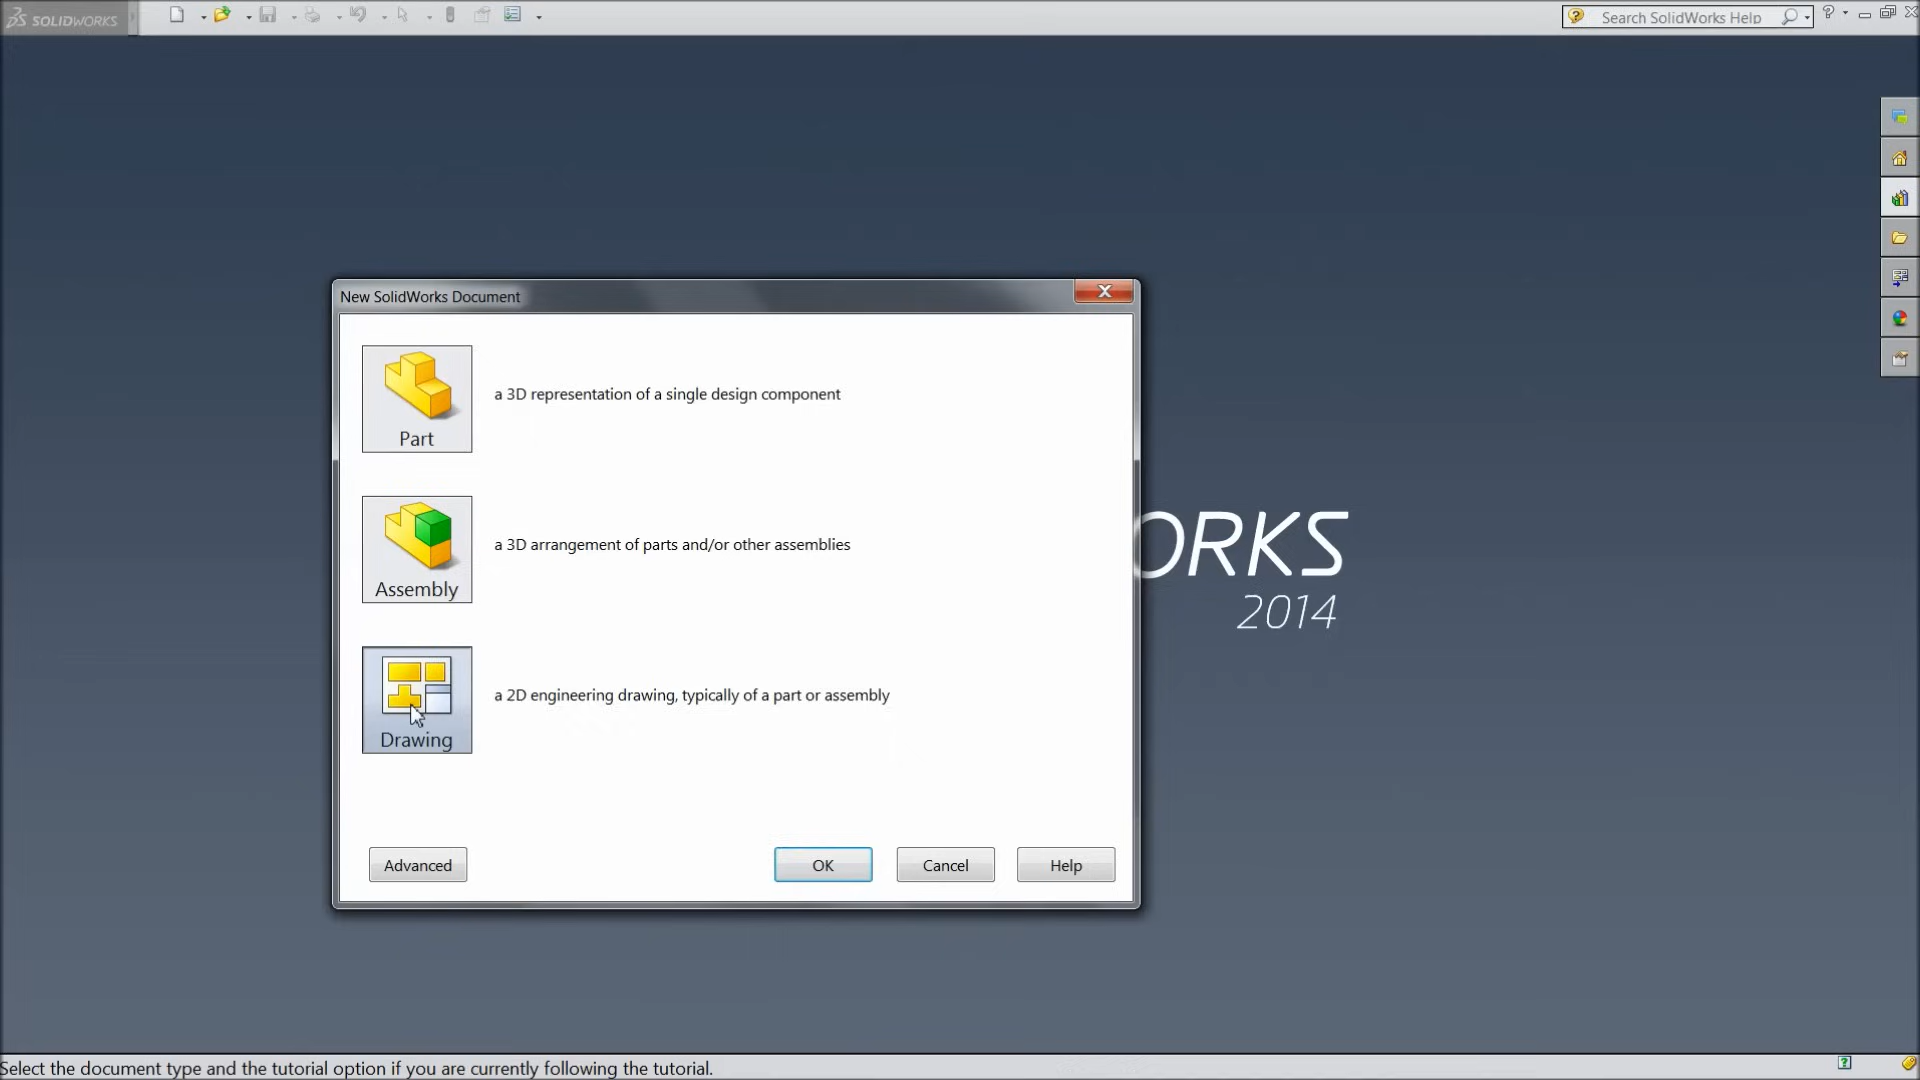 SOLIDWORKS
Search SolidWorks Help
New SolidWorks Document
Part
a 3D representation of a single design component
Assembly
a 3D arrangement of parts and/or other assemblies
ORKS
2014
Drawing
a 2D engineering drawing, typically of a part or assembly
Advanced
OK
Cancel
Help
Select the document type and the tutorial option if you are currently following the tutorial.